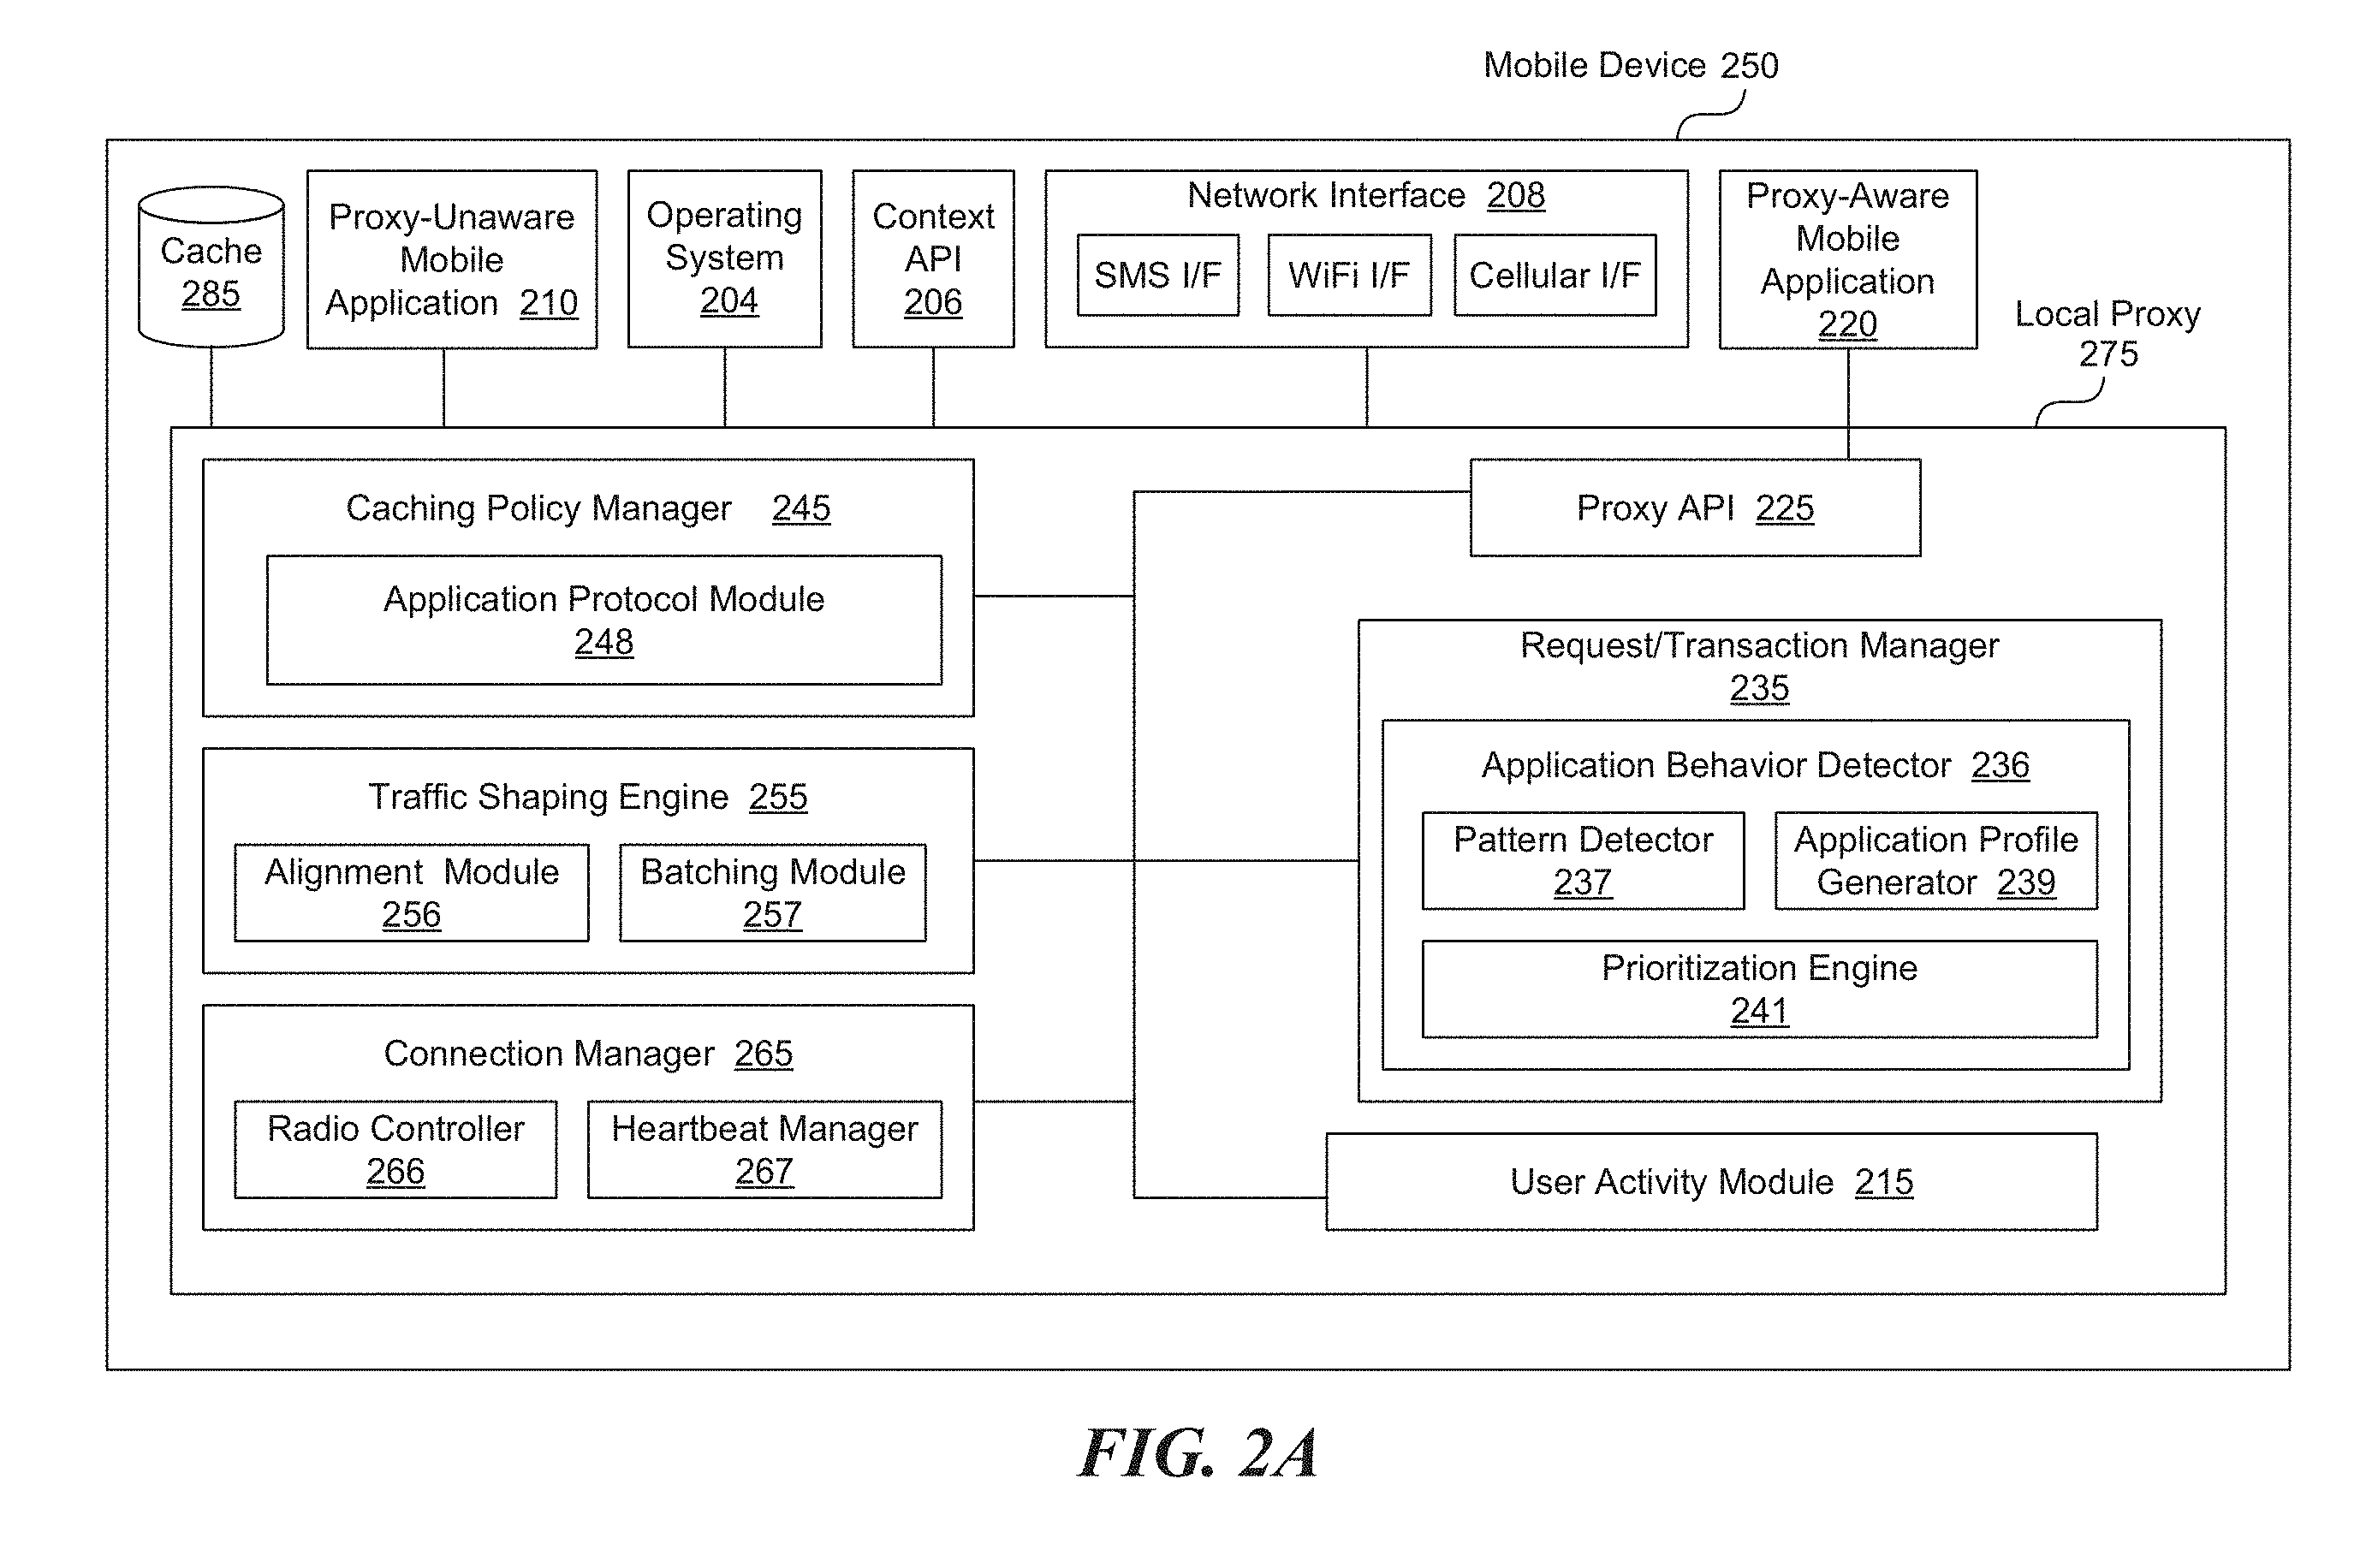 Mobile Device 250
Cache
285
Proxy-Unaware
Mobile
Application 210
Operating
System
204
Context
API
206
Network Interface 208
SMS I/F
WiFi I/F
Cellular I/F
Proxy-Aware
Mobile
Application
220
Local Proxy
275
Caching Policy Manager 245
Application Protocol Module
248
Proxy API 225
Request/Transaction Manager
235
Application Behavior Detector 236
Pattern Detector
237
Application Profile
Generator 239
Prioritization Engine
241
Traffic Shaping Engine 255
Alignment Module
256
Batching Module
257
Connection Manager 265
Radio Controller
266
Heartbeat Manager
267
User Activity Module 215
FIG. 2A